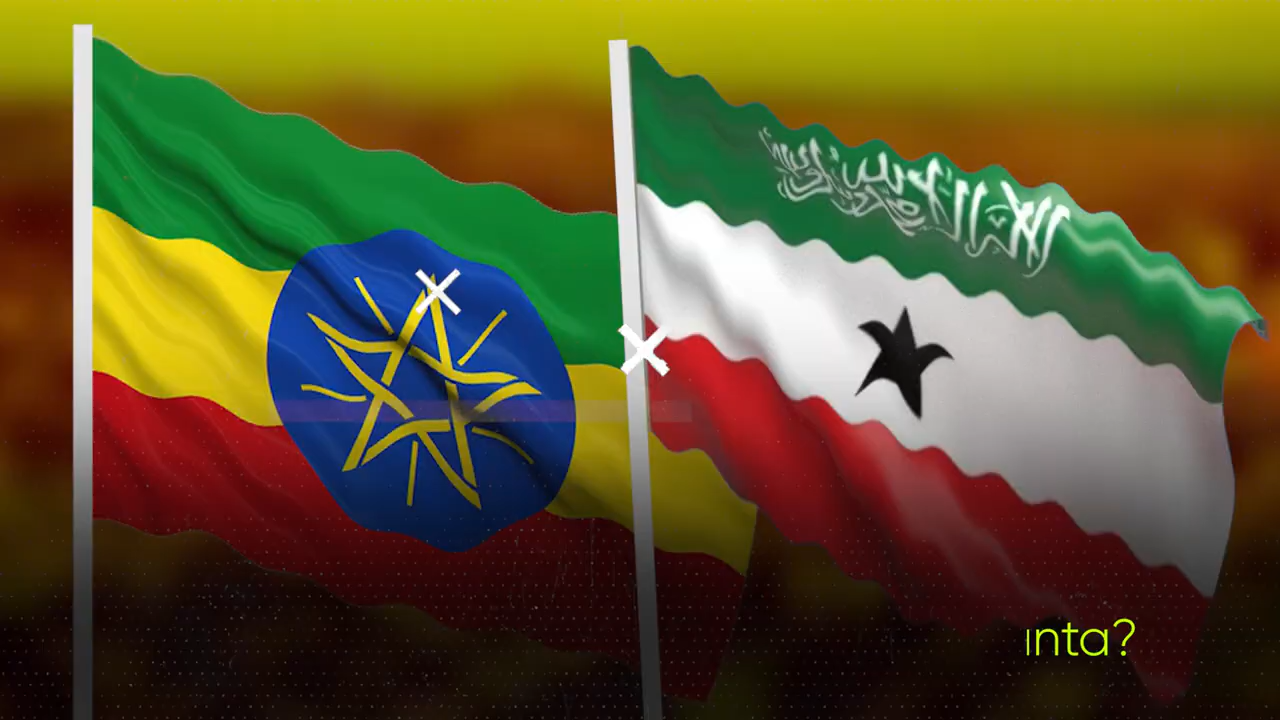 لا إله إلا الله محمد رسول الله
ınta?